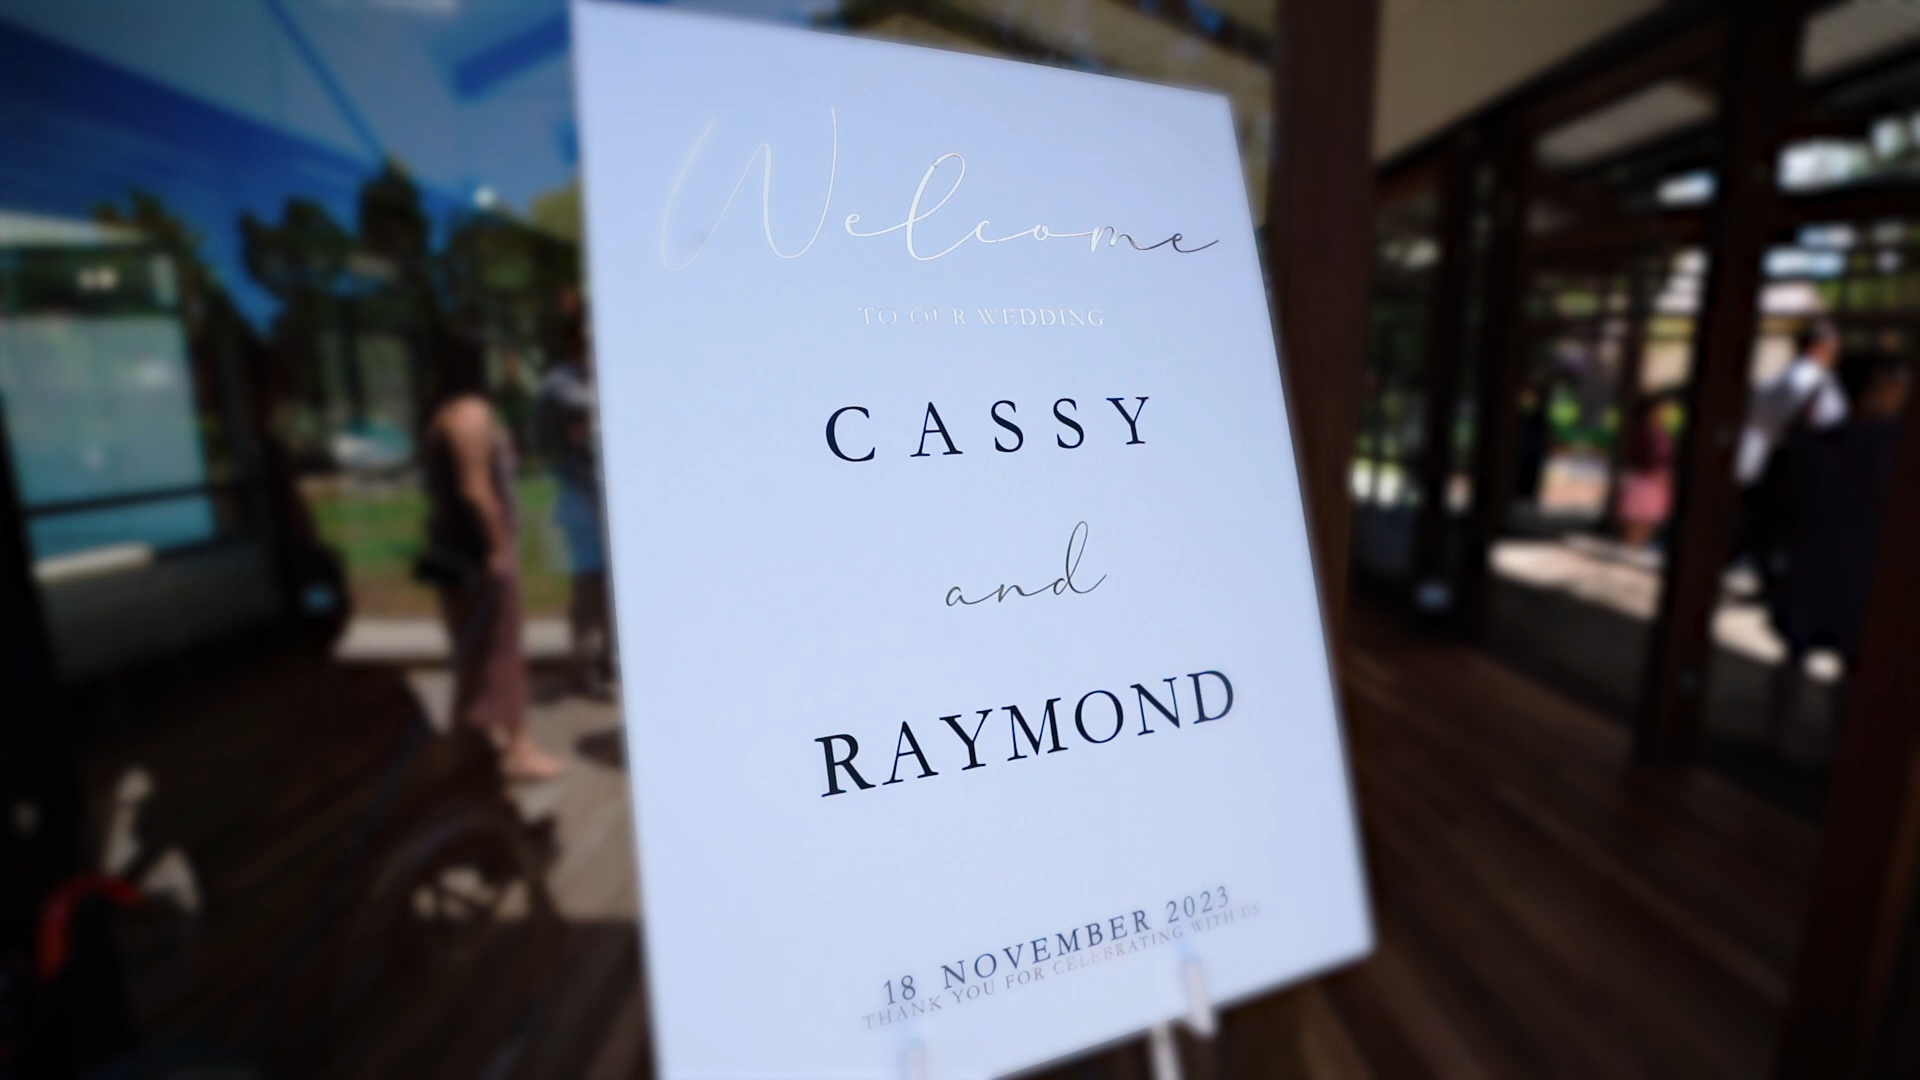 Welcome
TO OUR WEDDING
CASSY
and
RAYMOND
18 NOVEMBER 2023
THANK YOU FOR CELEBRATING WITH US